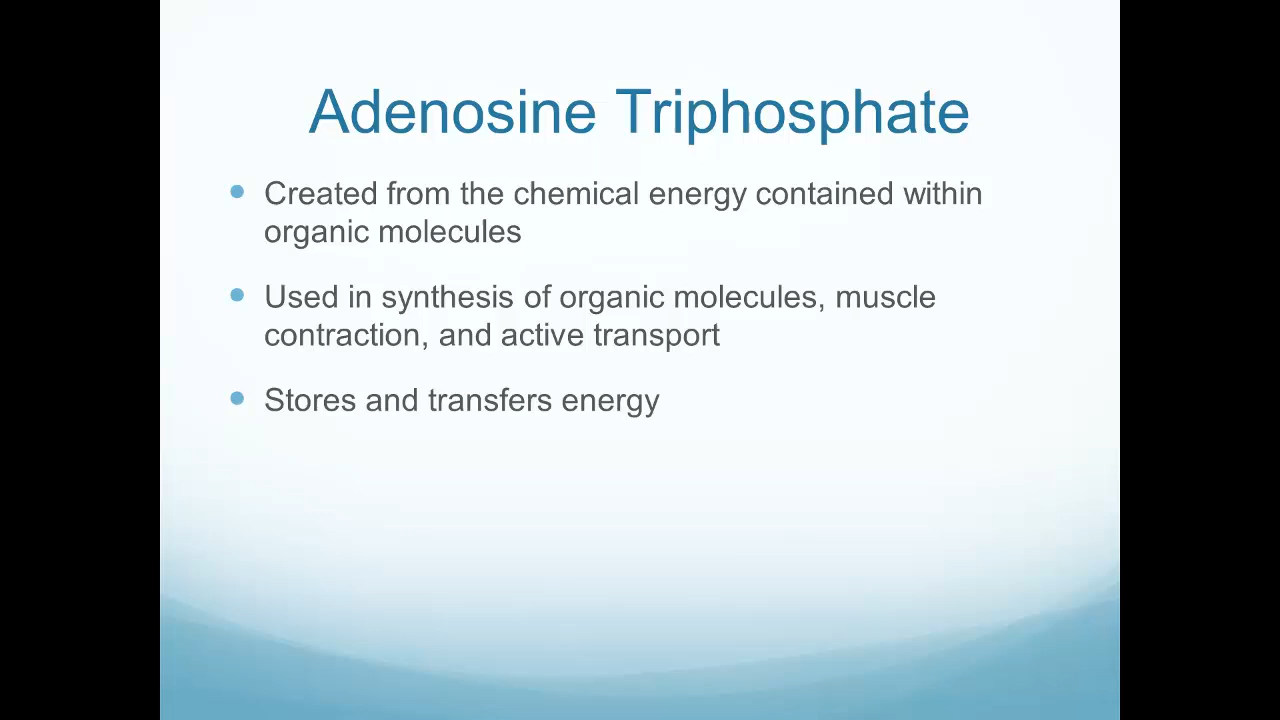 Adenosine Triphosphate
Created from the chemical energy contained within
organic molecules
Used in synthesis of organic molecules, muscle
contraction, and active transport
Stores and transfers energy